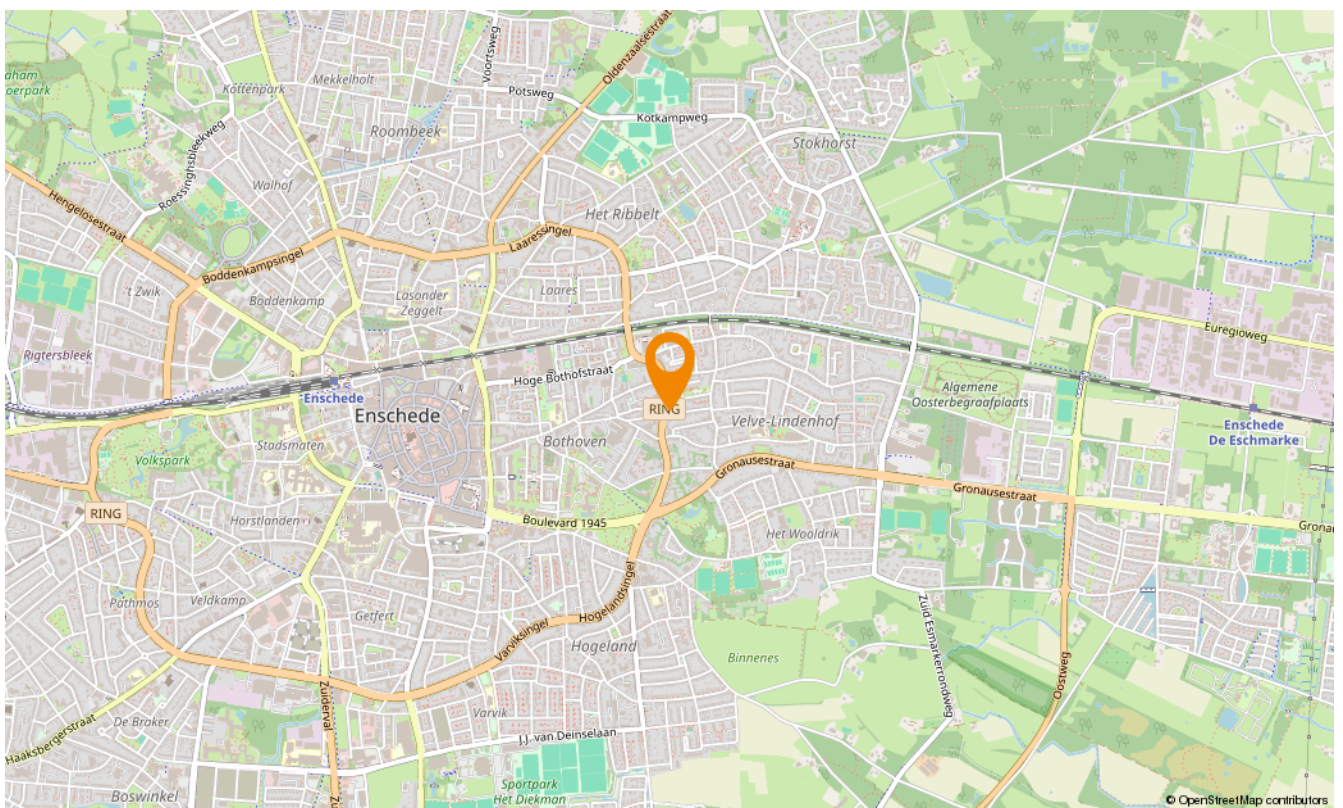 Oldenzaalsestraat
Voortsweg
Mekkelholt
Kottenpark
Potsweg
Kotkampweg
Roombeek
Stokhorst
Roessinghsbleekweg
Walhof
Hengelosestraat
Het Ribbelt
Laaressingel
Boddenkampsingel
't Zwik
Boddenkamp
Lasonder
Zeggelt
Laares
Euregioweg
Rigtersbleek
Hoge Bothofstraat
Enschede
Enschede
Algemene
Oosterbegraafplaats
RING
Velve-Lindenhof
Enschede
De Eschmarke
Stadsmaten
Bothoven
Volkspark
Gronausestraat
Gronausestraat
RING
Horstlanden
Boulevard 1945
Het Wooldrik
Pathmos
Veldkamp
Getfert
Hogelandsingel
Varviksingel
Hogeland
Binnenes
Zuid Esmarkerrondweg
Oostweg
Zuiderval
Varvik
De Braker
Haaksbergerstraat
J.J. van Deinselaan
Boswinkel
Sportpark
Het Diekman
© OpenStreetMap contributors